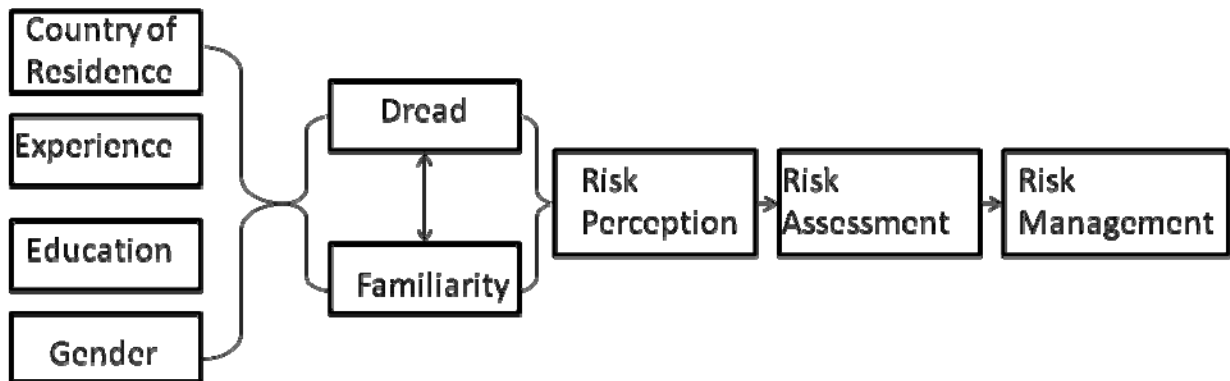 Country of
Residence
Experience
Education
Gender
Dread
Familiarity
Risk
Perception
Risk
Assessment
Risk
Management